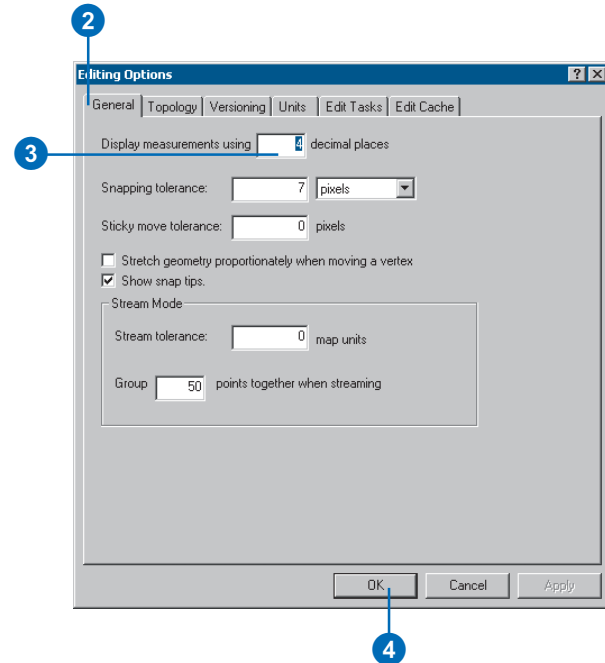 2
Editing Options
General Topology Versioning Units Edit Tasks Edit Cache
3
Display measurements using 4 decimal places
Snapping tolerance: 7 pixels
Sticky move tolerance: 0 pixels
Stretch geometry proportionately when moving a vertex
Show snap tips.
Stream Mode
Stream tolerance: 0 map units
Group 50 points together when streaming
OK Cancel Apply
4